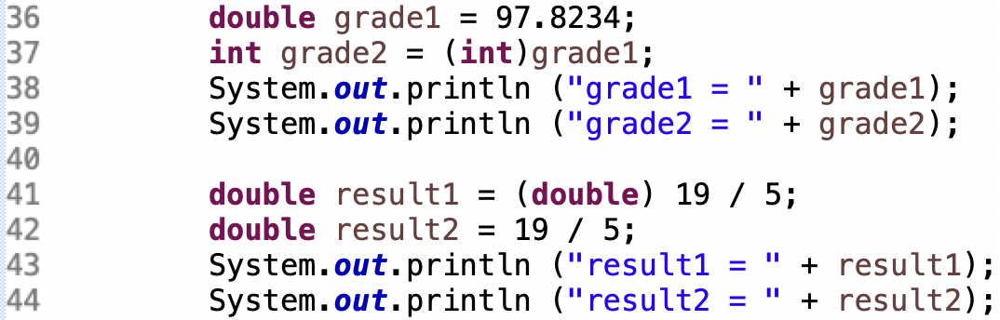 36 double grade1 = 97.8234;
37 int grade2 = (int)grade1;
38 System.out.println ("grade1 = " + grade1);
39 System.out.println ("grade2 = " + grade2);
40
41 double result1 = (double) 19 / 5;
42 double result2 = 19 / 5;
43 System.out.println ("result1 = " + result1);
44 System.out.println ("result2 = " + result2);